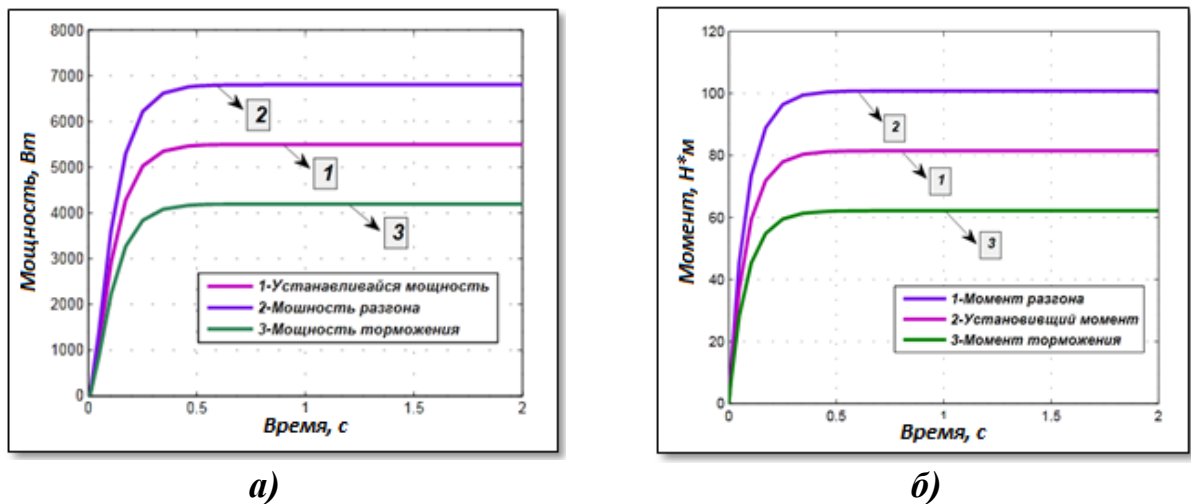 Мощность, Вт
8000
7000
6000
5000
4000
3000
2000
1000
0
0
0.5
1
1.5
2
Время, с
2
1
3
1-Устанавливайся мощность
2-Мошность разгона
3-Мощность торможения
а)
Момент, Н*м
120
100
80
60
40
20
0
0
0.5
1
1.5
2
Время, с
2
1
3
1-Момент разгона
2-Установивщий момент
3-Момент торможения
б)